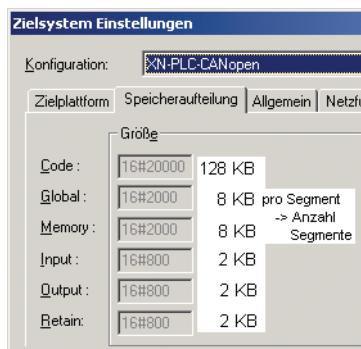 Zielsystem Einstellungen
Konfiguration: XN-PLC-CANopen
Zielplattform Speicheraufteilung Allgemein Netzfu
Größe
Code : 16#20000 128 KB
Global : 16#2000 8 KB pro Segment
-> Anzahl
Memory : 16#2000 8 KB Segmente
Input : 16#800 2 KB
Output : 16#800 2 KB
Retain: 16#800 2 KB